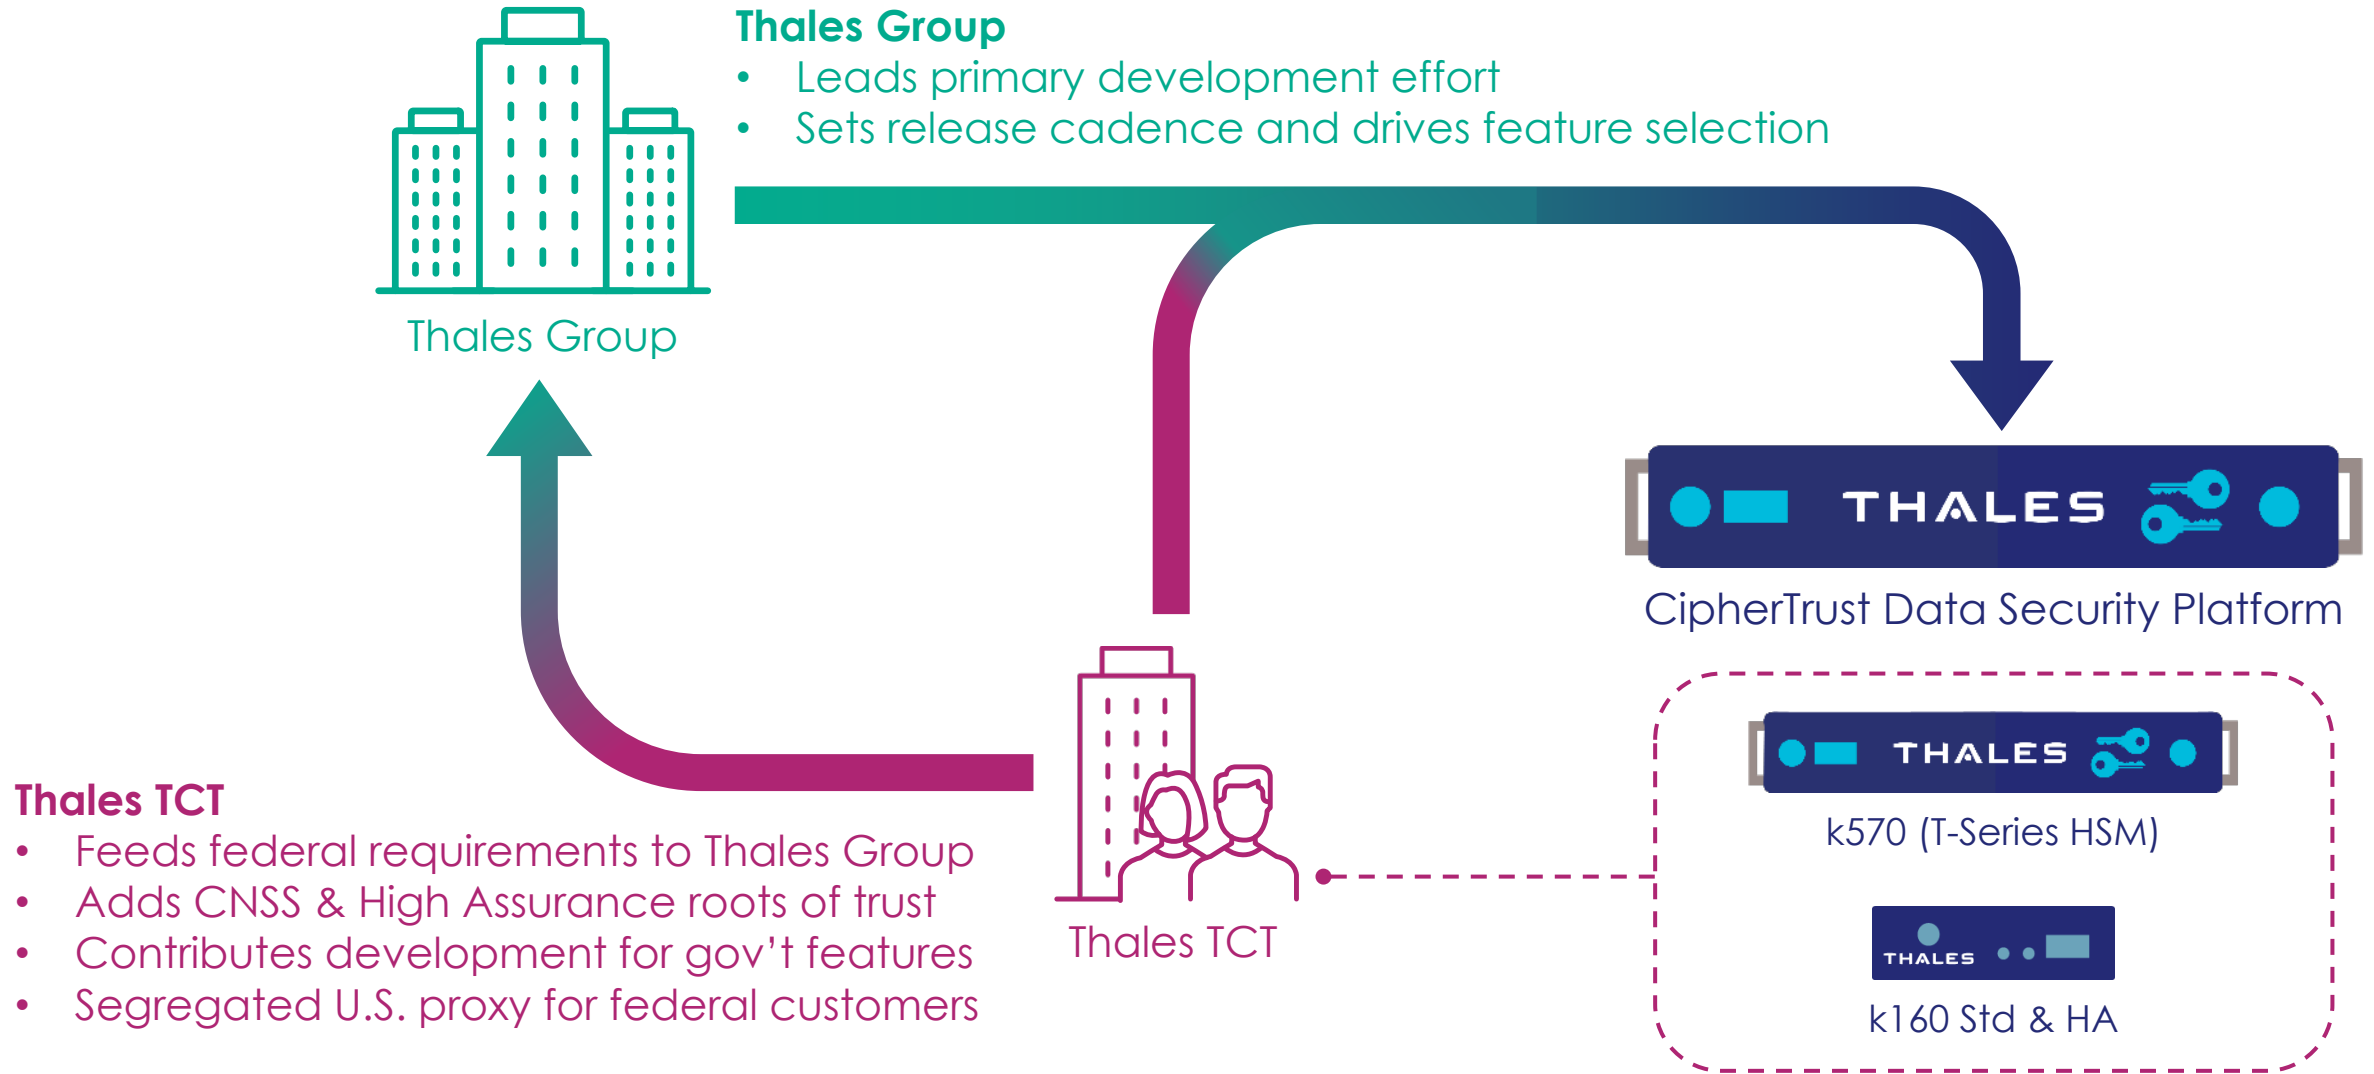 Thales Group
• Leads primary development effort
• Sets release cadence and drives feature selection
Thales Group
THALES
CipherTrust Data Security Platform
THALES
k570 (T-Series HSM)
THALES
k160 Std & HA
Thales TCT
• Feeds federal requirements to Thales Group
• Adds CNSS & High Assurance roots of trust
• Contributes development for gov’t features
• Segregated U.S. proxy for federal customers
Thales TCT